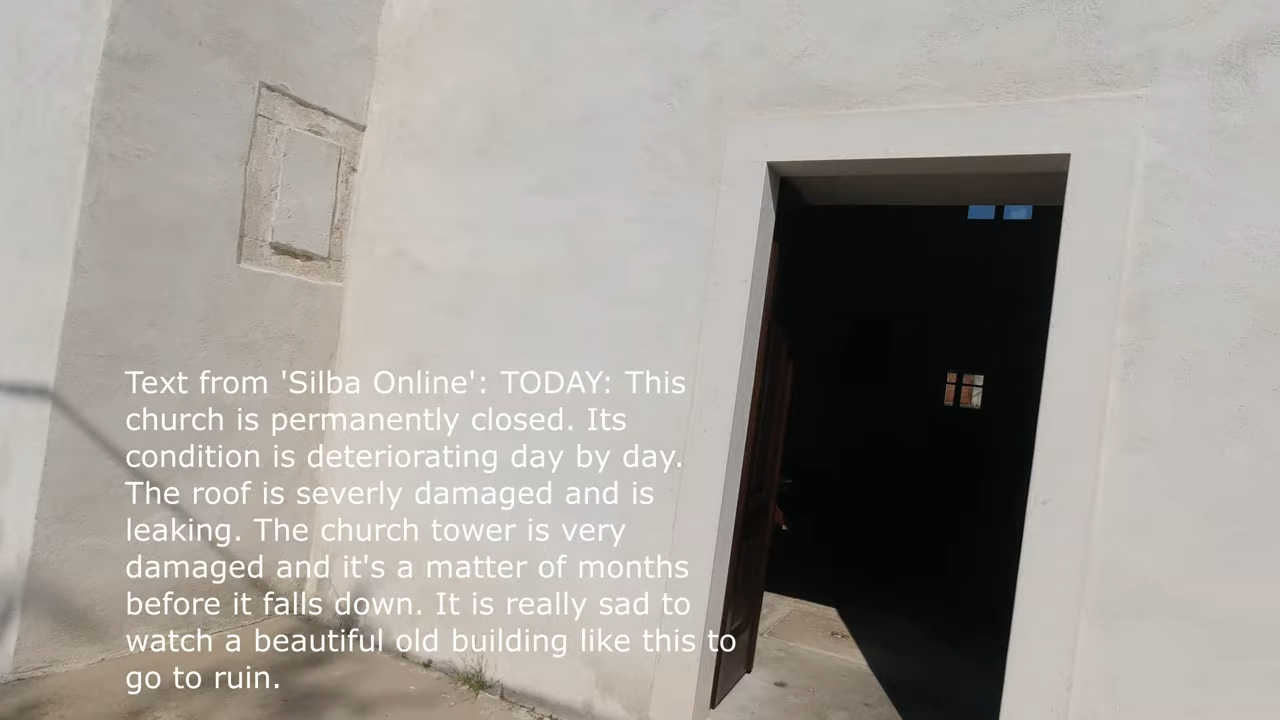 Text from 'Silba Online': TODAY: This
church is permanently closed. Its
condition is deteriorating day by day.
The roof is severly damaged and is
leaking. The church tower is very
damaged and it's a matter of months
before it falls down. It is really sad to
watch a beautiful old building like this to
go to ruin.